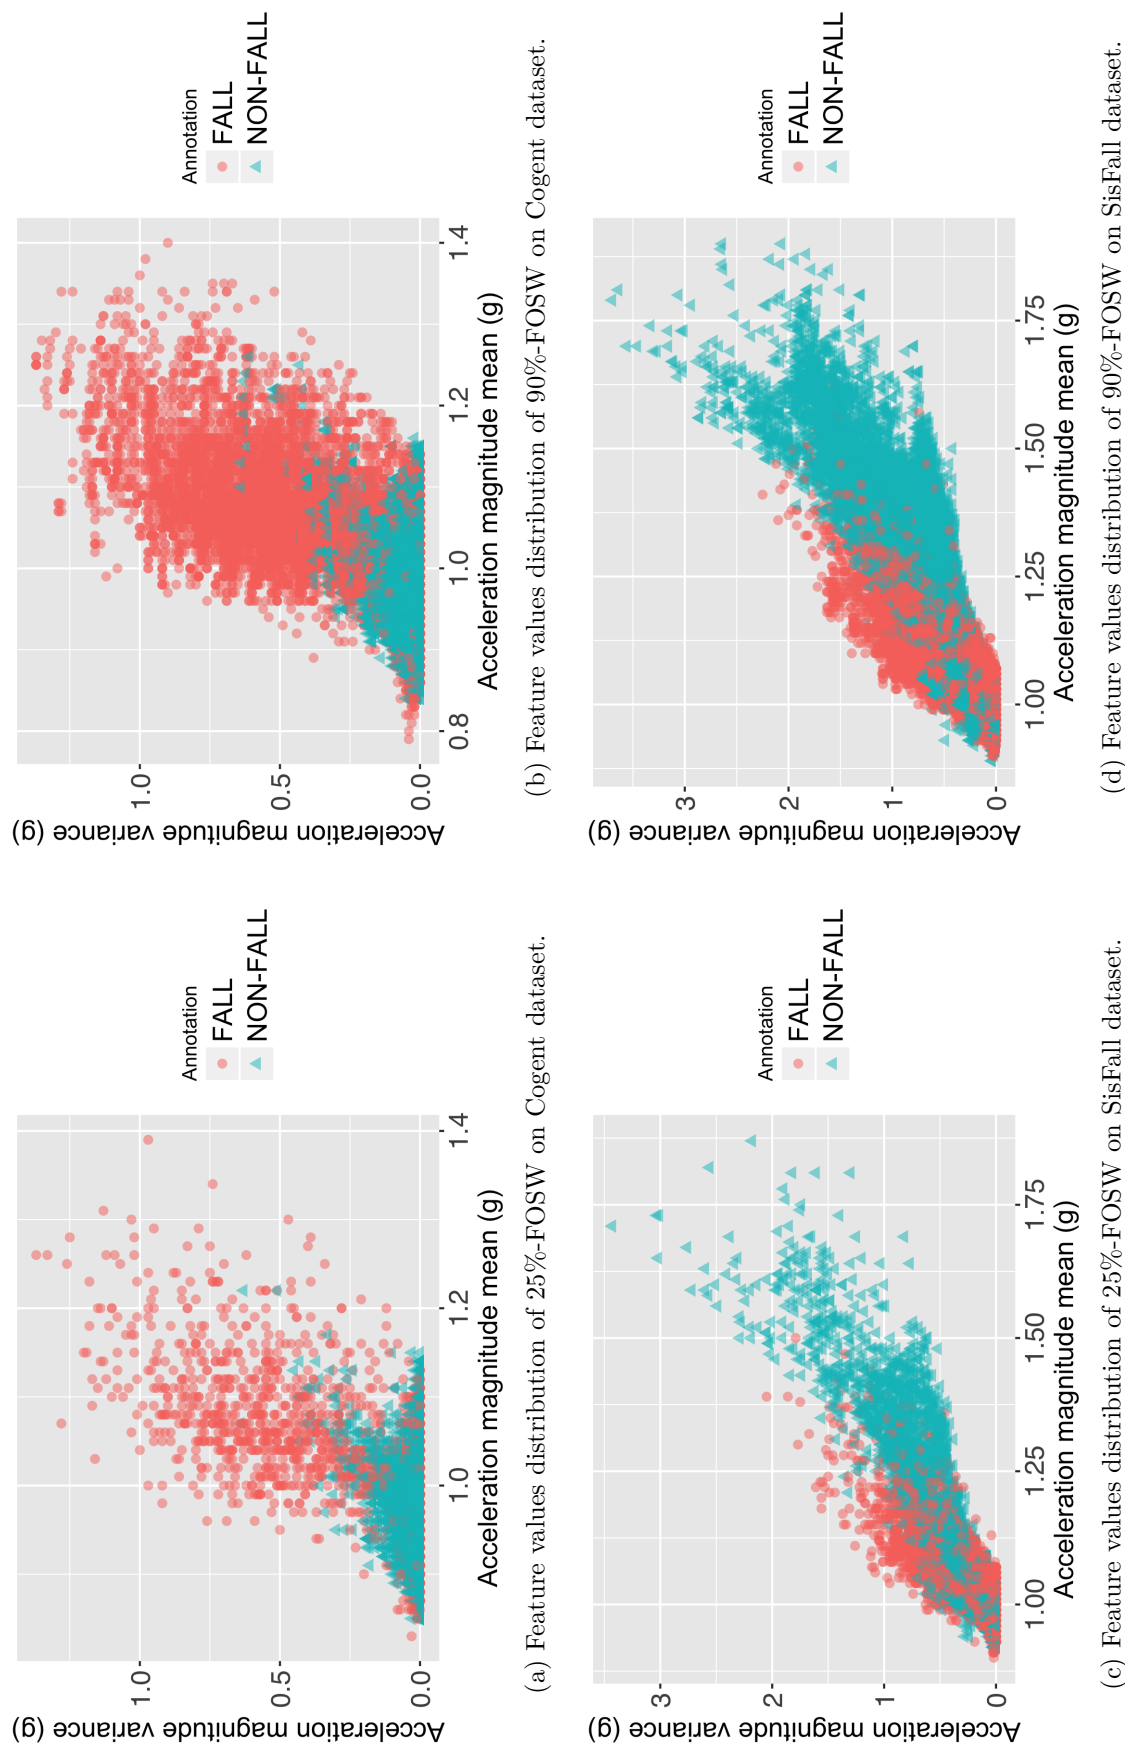 Acceleration magnitude variance (g)
1.0
0.5
0.0
1.0
1.2
1.4
Acceleration magnitude mean (g)
Annotation
FALL
NON-FALL
(a) Feature values distribution of 25%-FOSW on Cogent dataset.
Acceleration magnitude variance (g)
1.0
0.5
0.0
0.8
1.0
1.2
1.4
Acceleration magnitude mean (g)
Annotation
FALL
NON-FALL
(b) Feature values distribution of 90%-FOSW on Cogent dataset.
Acceleration magnitude variance (g)
3
2
1
0
1.00
1.25
1.50
1.75
Acceleration magnitude mean (g)
Annotation
FALL
NON-FALL
(c) Feature values distribution of 25%-FOSW on SisFall dataset.
Acceleration magnitude variance (g)
3
2
1
0
1.00
1.25
1.50
1.75
Acceleration magnitude mean (g)
Annotation
FALL
NON-FALL
(d) Feature values distribution of 90%-FOSW on SisFall dataset.